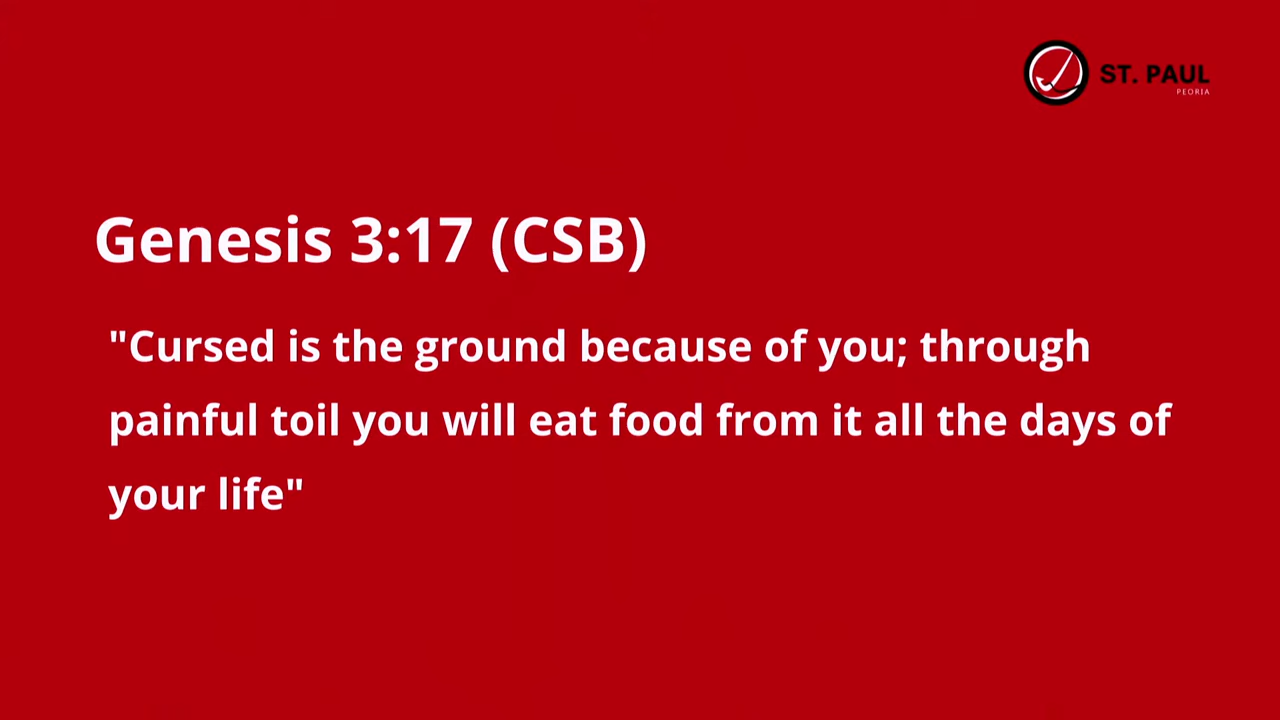 ST. PAUL
PEORIA
Genesis 3:17 (CSB)
"Cursed is the ground because of you; through
painful toil you will eat food from it all the days of
your life"